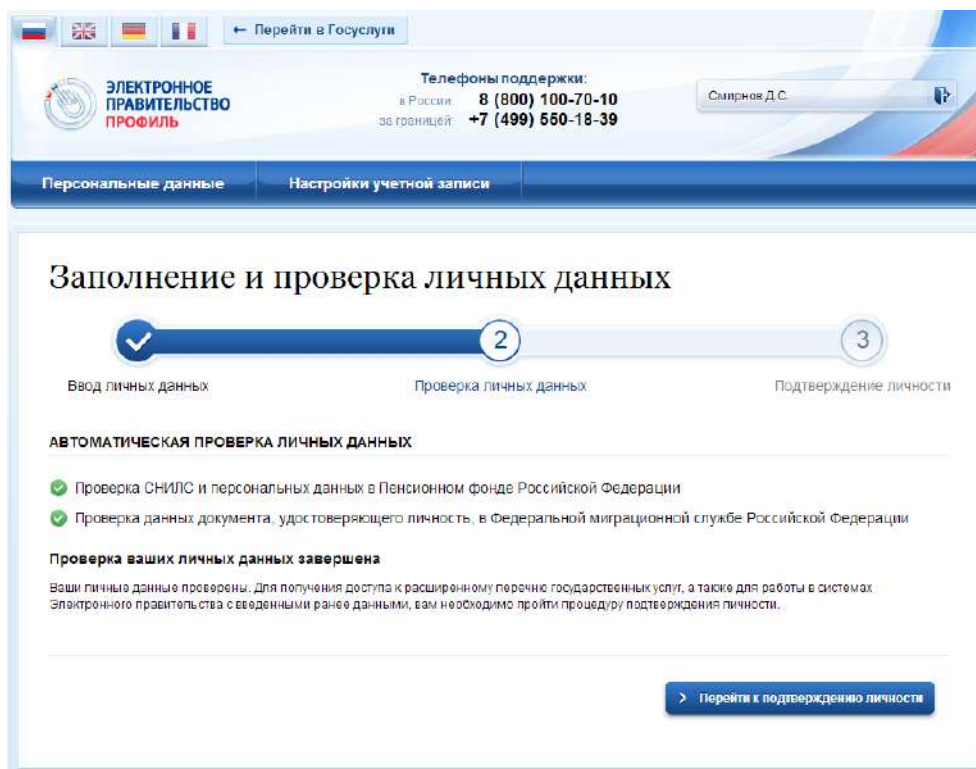 ← Перейти в Госуслуги
ЭЛЕКТРОННОЕ
ПРАВИТЕЛЬСТВО
ПРОФИЛЬ
Телефоны поддержки:
в России 8 (800) 100-70-10
за границей: +7 (499) 550-18-39
Смирнов Д.С.
Персональные данные Настройки учетной записи
Заполнение и проверка личных данных
2 3
Ввод личных данных Проверка личных данных Подтверждение личности
АВТОМАТИЧЕСКАЯ ПРОВЕРКА ЛИЧНЫХ ДАННЫХ
Проверка СНИЛС и персональных данных в Пенсионном фонде Российской Федерации
Проверка данных документа, удостоверяющего личность, в Федеральной миграционной службе Российской Федерации
Проверка ваших личных данных завершена
Ваши личные данные проверены. Для получения доступа к расширенному перечню государственных услуг, а также для работы в системах
Электронного правительства с введенными ранее данными, вам необходимо пройти процедуру подтверждения личности.
> Перейти к подтверждению личности